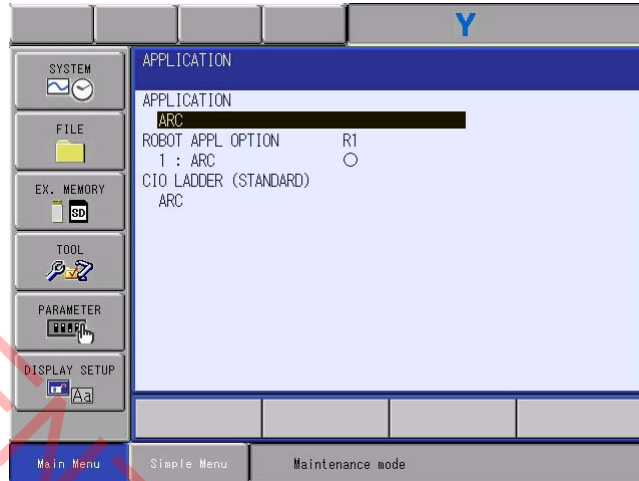 Y
SYSTEM
FILE
EX. MEMORY
SD
TOOL
PARAMETER
DISPLAY SETUP
Aa
APPLICATION
APPLICATION
ARC
ROBOT APPL OPTION R1
1 : ARC ○
CIO LADDER (STANDARD)
ARC
Main Menu
Simple Menu
Maintenance mode